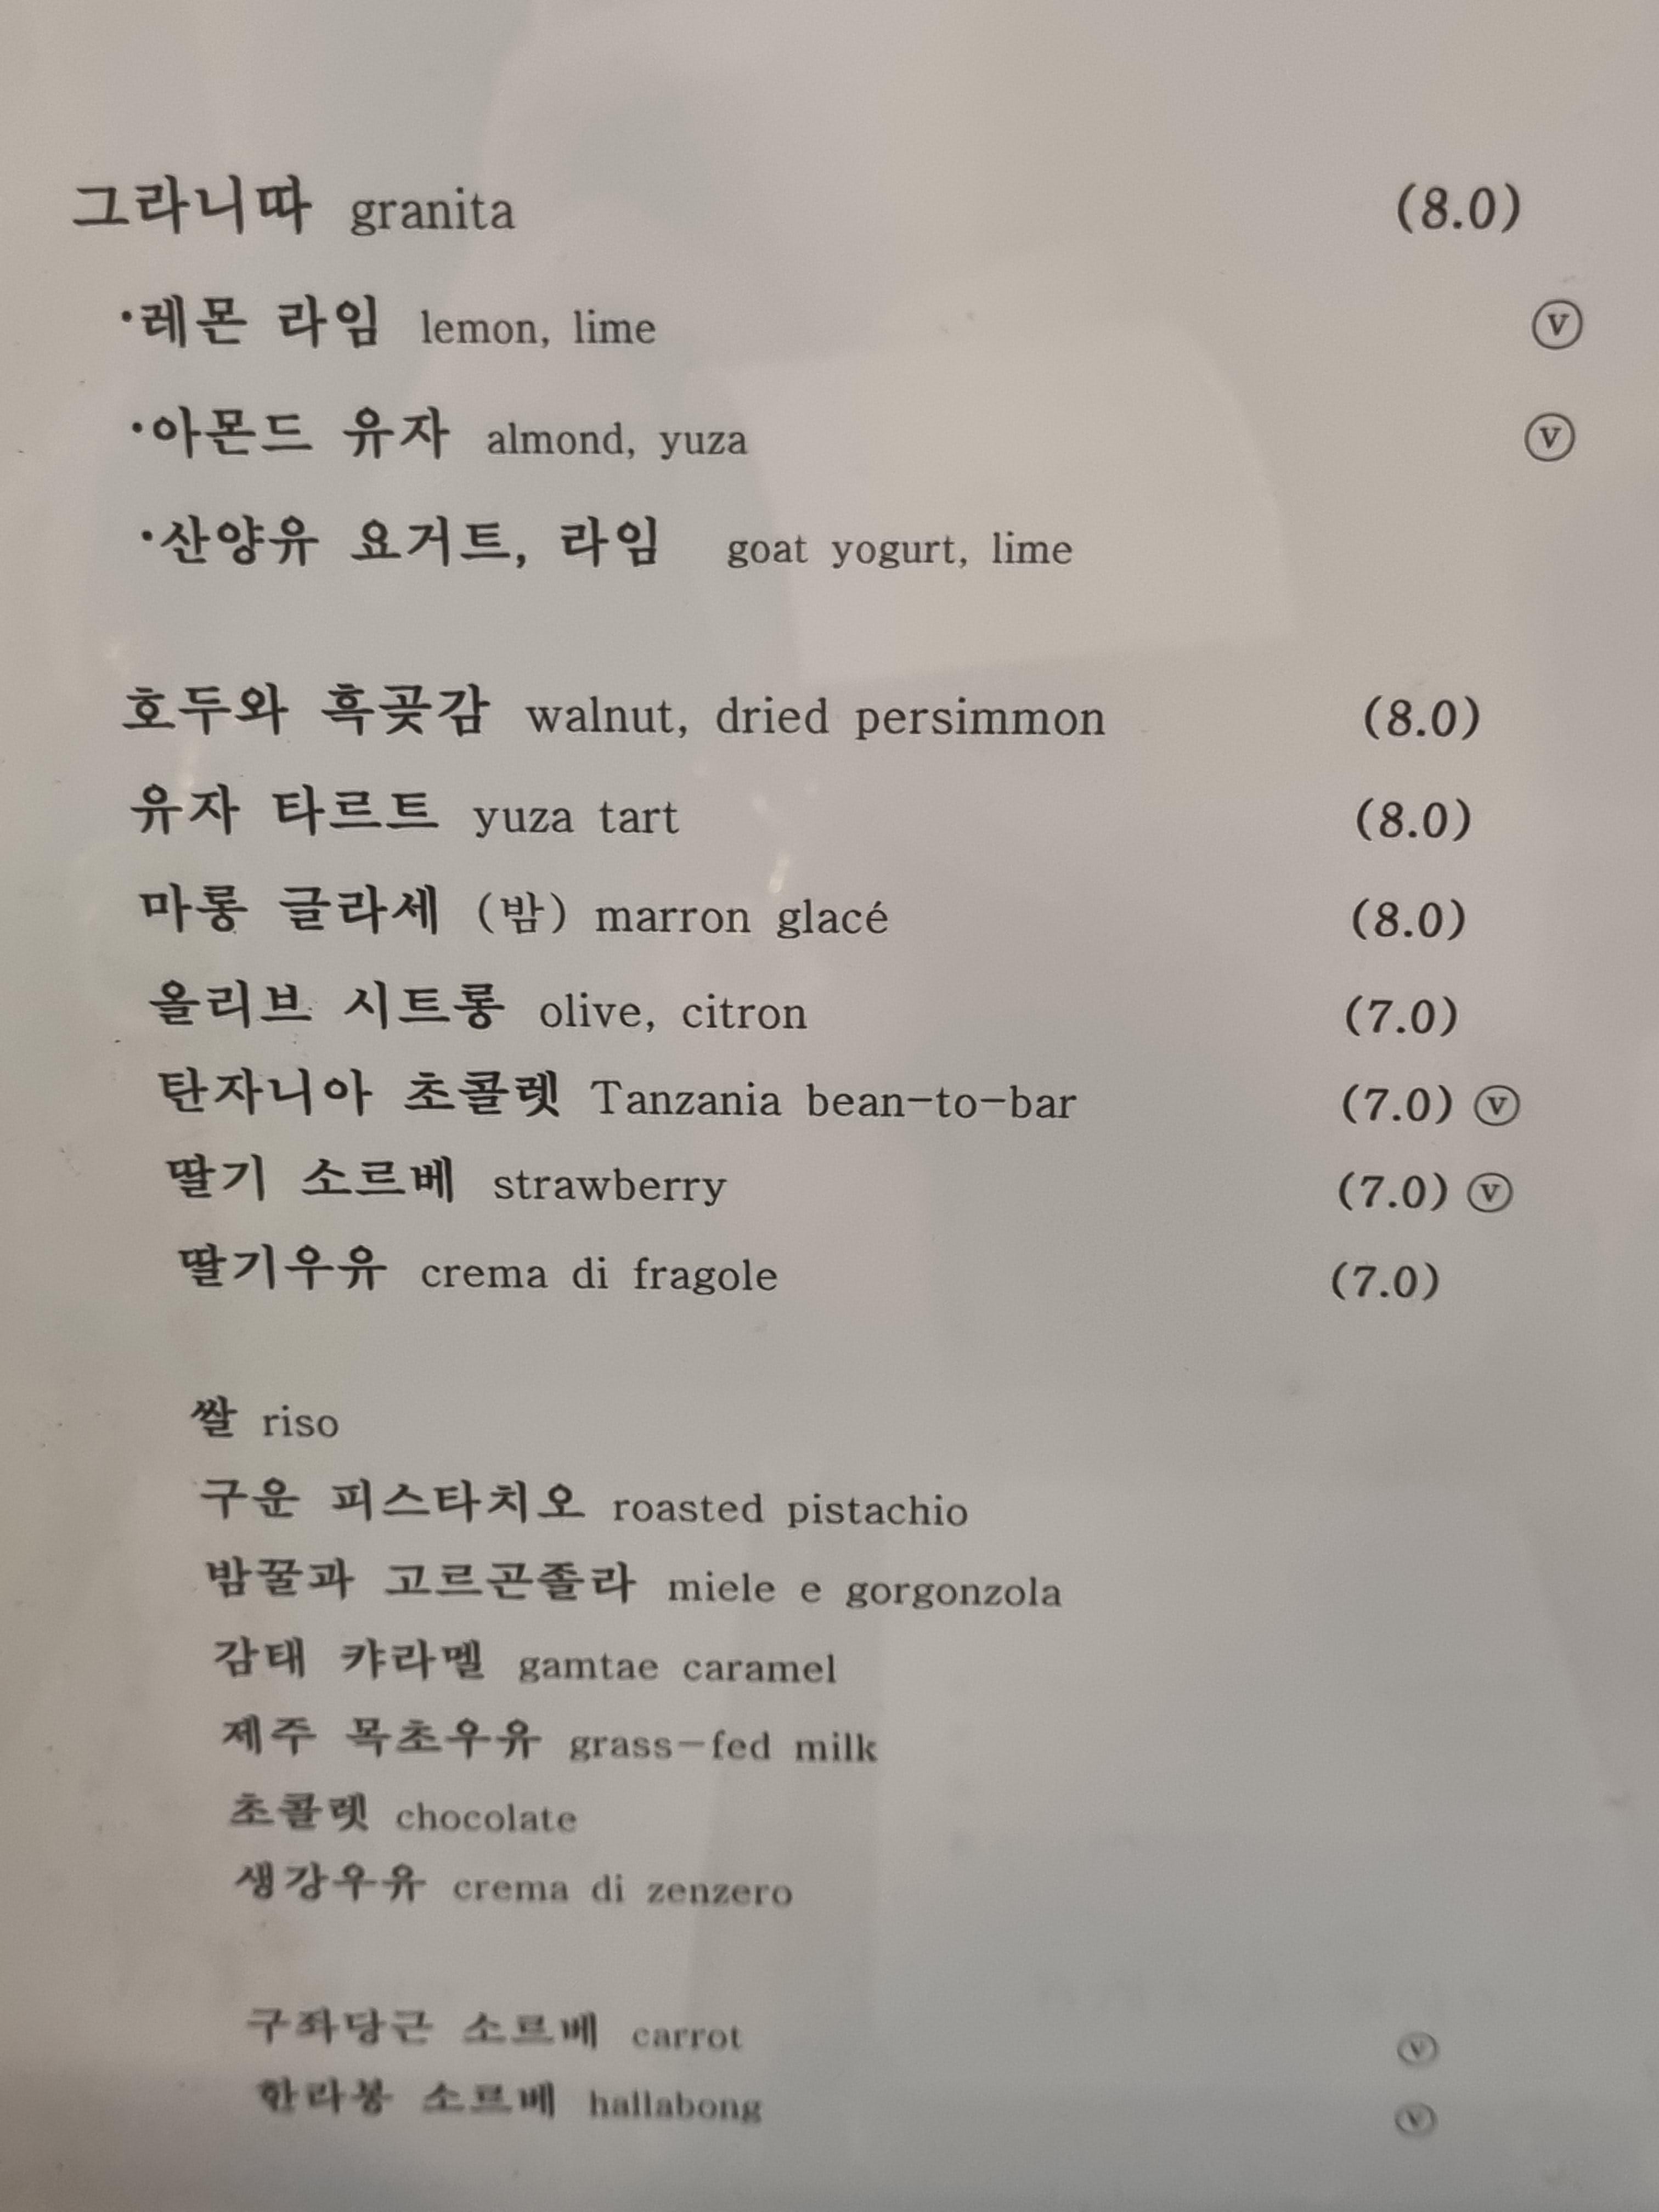 그라니따 granita (8.0)
·레몬 라임 lemon, lime ⓥ
·아몬드 유자 almond, yuza ⓥ
·산양유 요거트, 라임 goat yogurt, lime
호두와 흑곶감 walnut, dried persimmon (8.0)
유자 타르트 yuza tart (8.0)
마롱 글라세 (밤) marron glacé (8.0)
올리브 시트롱 olive, citron (7.0)
탄자니아 초콜렛 Tanzania bean-to-bar (7.0) ⓥ
딸기 소르베 strawberry (7.0) ⓥ
딸기우유 crema di fragole (7.0)
쌀 riso
구운 피스타치오 roasted pistachio
밤꿀과 고르곤졸라 miele e gorgonzola
감태 캬라멜 gamtae caramel
제주 목초우유 grass-fed milk
초콜렛 chocolate
생강우유 crema di zenzero
구좌당근 소르베 carrot ⓥ
한라봉 소르베 hallabong ⓥ